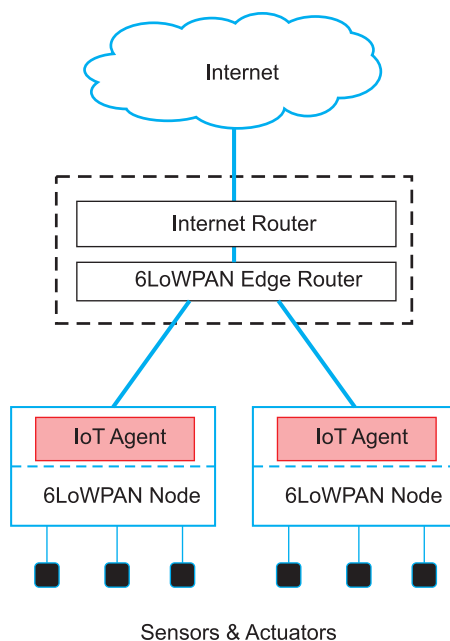 Internet
Internet Router
6LoWPAN Edge Router
IoT Agent
IoT Agent
6LoWPAN Node
6LoWPAN Node
Sensors & Actuators